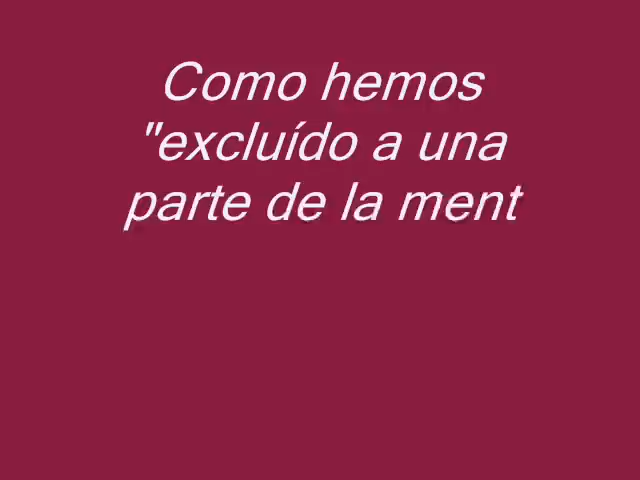 Como hemos
"excluído a una
parte de la ment